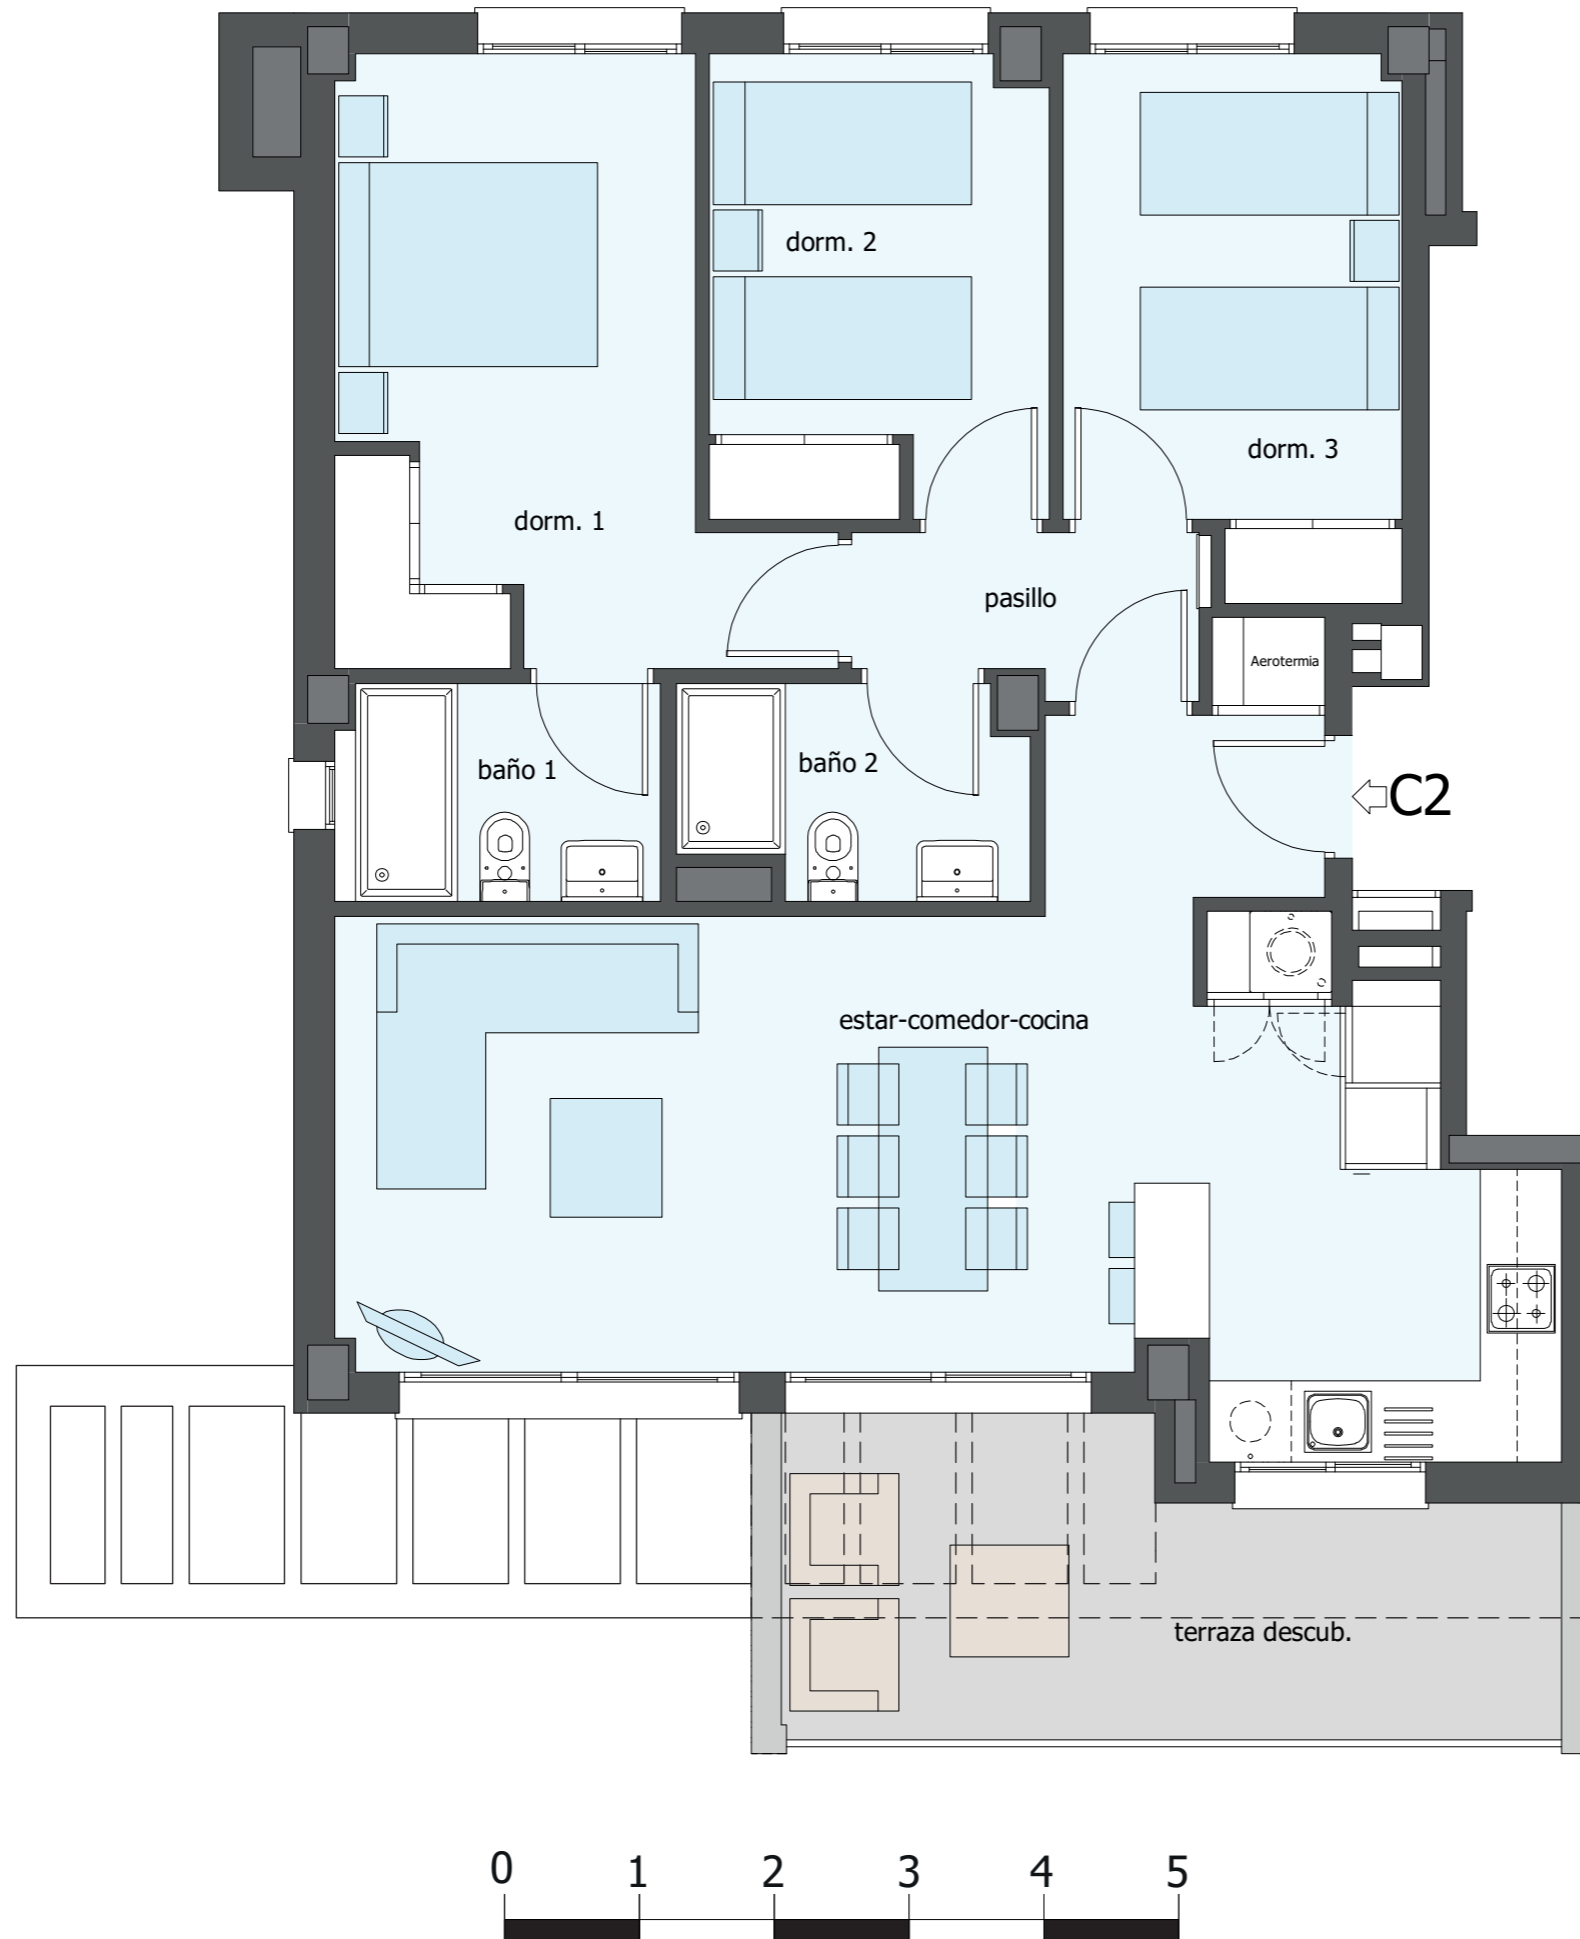 dorm. 2
dorm. 3
dorm. 1
pasillo
Aerotermia
baño 1
baño 2
C2
estar-comedor-cocina
terraza descub.
0 1 2 3 4 5